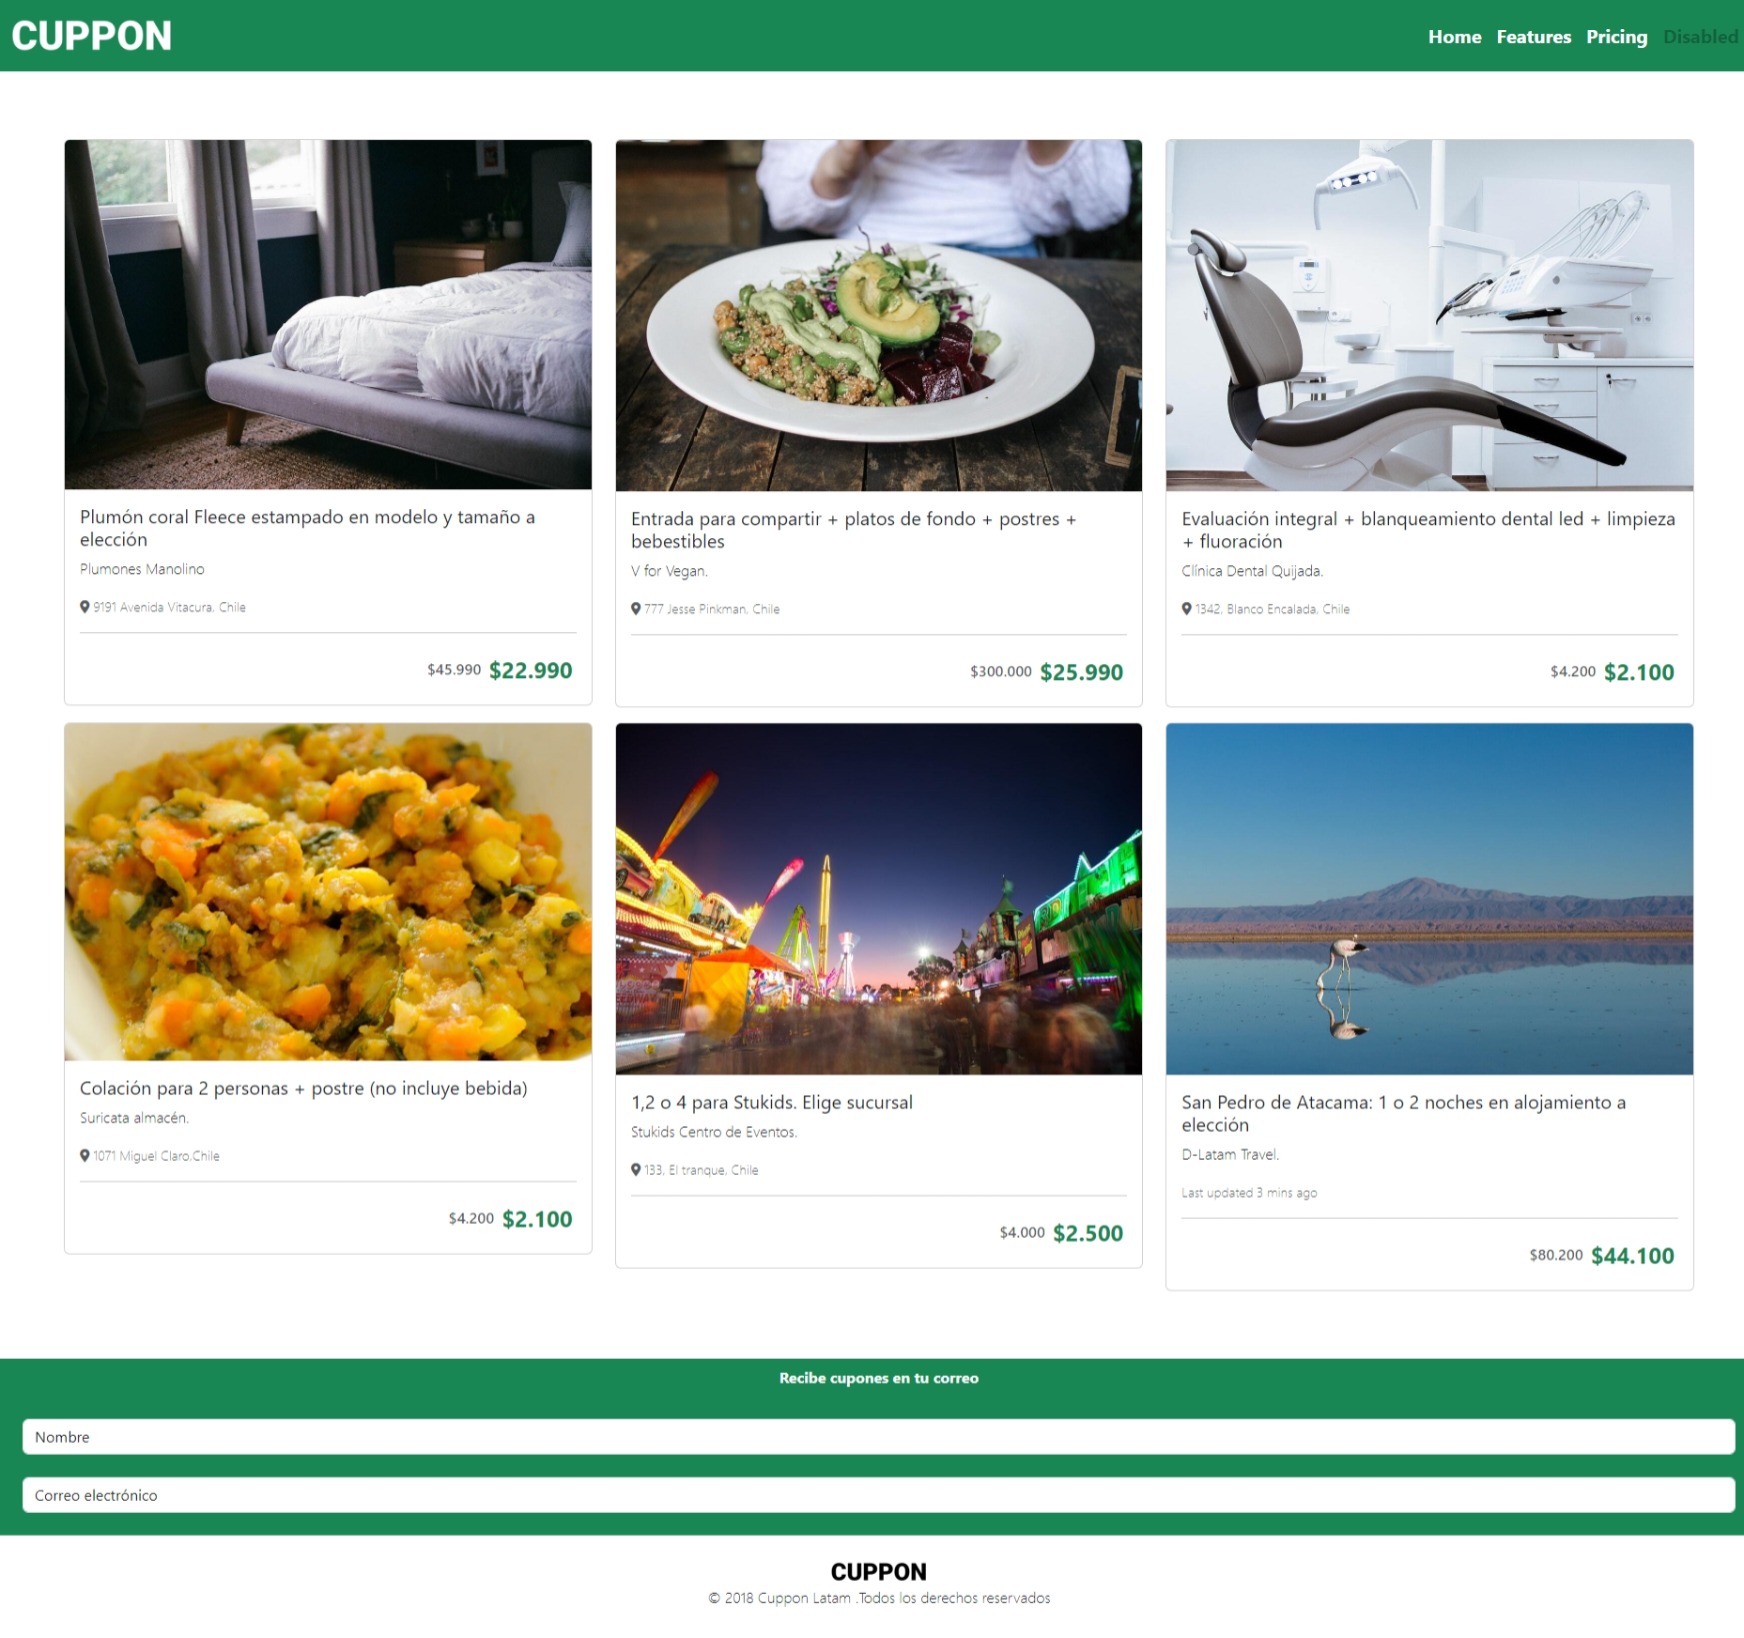 CUPPON
Home Features Pricing Disabled
Plumón coral Fleece estampado en modelo y tamaño a
elección
Plumones Manolino
9191 Avenida Vitacura. Chile
$45.990 $22.990
Entrada para compartir + platos de fondo + postres +
bebestibles
V for Vegan.
777 Jesse Pinkman, Chile
$300.000 $25.990
Evaluación integral + blanqueamiento dental led + limpieza
+ fluoración
Clínica Dental Quijada.
1342, Blanco Encalada, Chile
$4.200 $2.100
Colación para 2 personas + postre (no incluye bebida)
Suricata almacén.
1071 Miguel Claro,Chile
$4.200 $2.100
1,2 o 4 para Stukids. Elige sucursal
Stukids Centro de Eventos.
133, El tranque, Chile
$4.000 $2.500
San Pedro de Atacama: 1 o 2 noches en alojamiento a
elección
D-Latam Travel.
Last updated 3 mins ago
$80.200 $44.100
Recibe cupones en tu correo
Nombre
Correo electrónico
CUPPON
© 2018 Cuppon Latam .Todos los derechos reservados